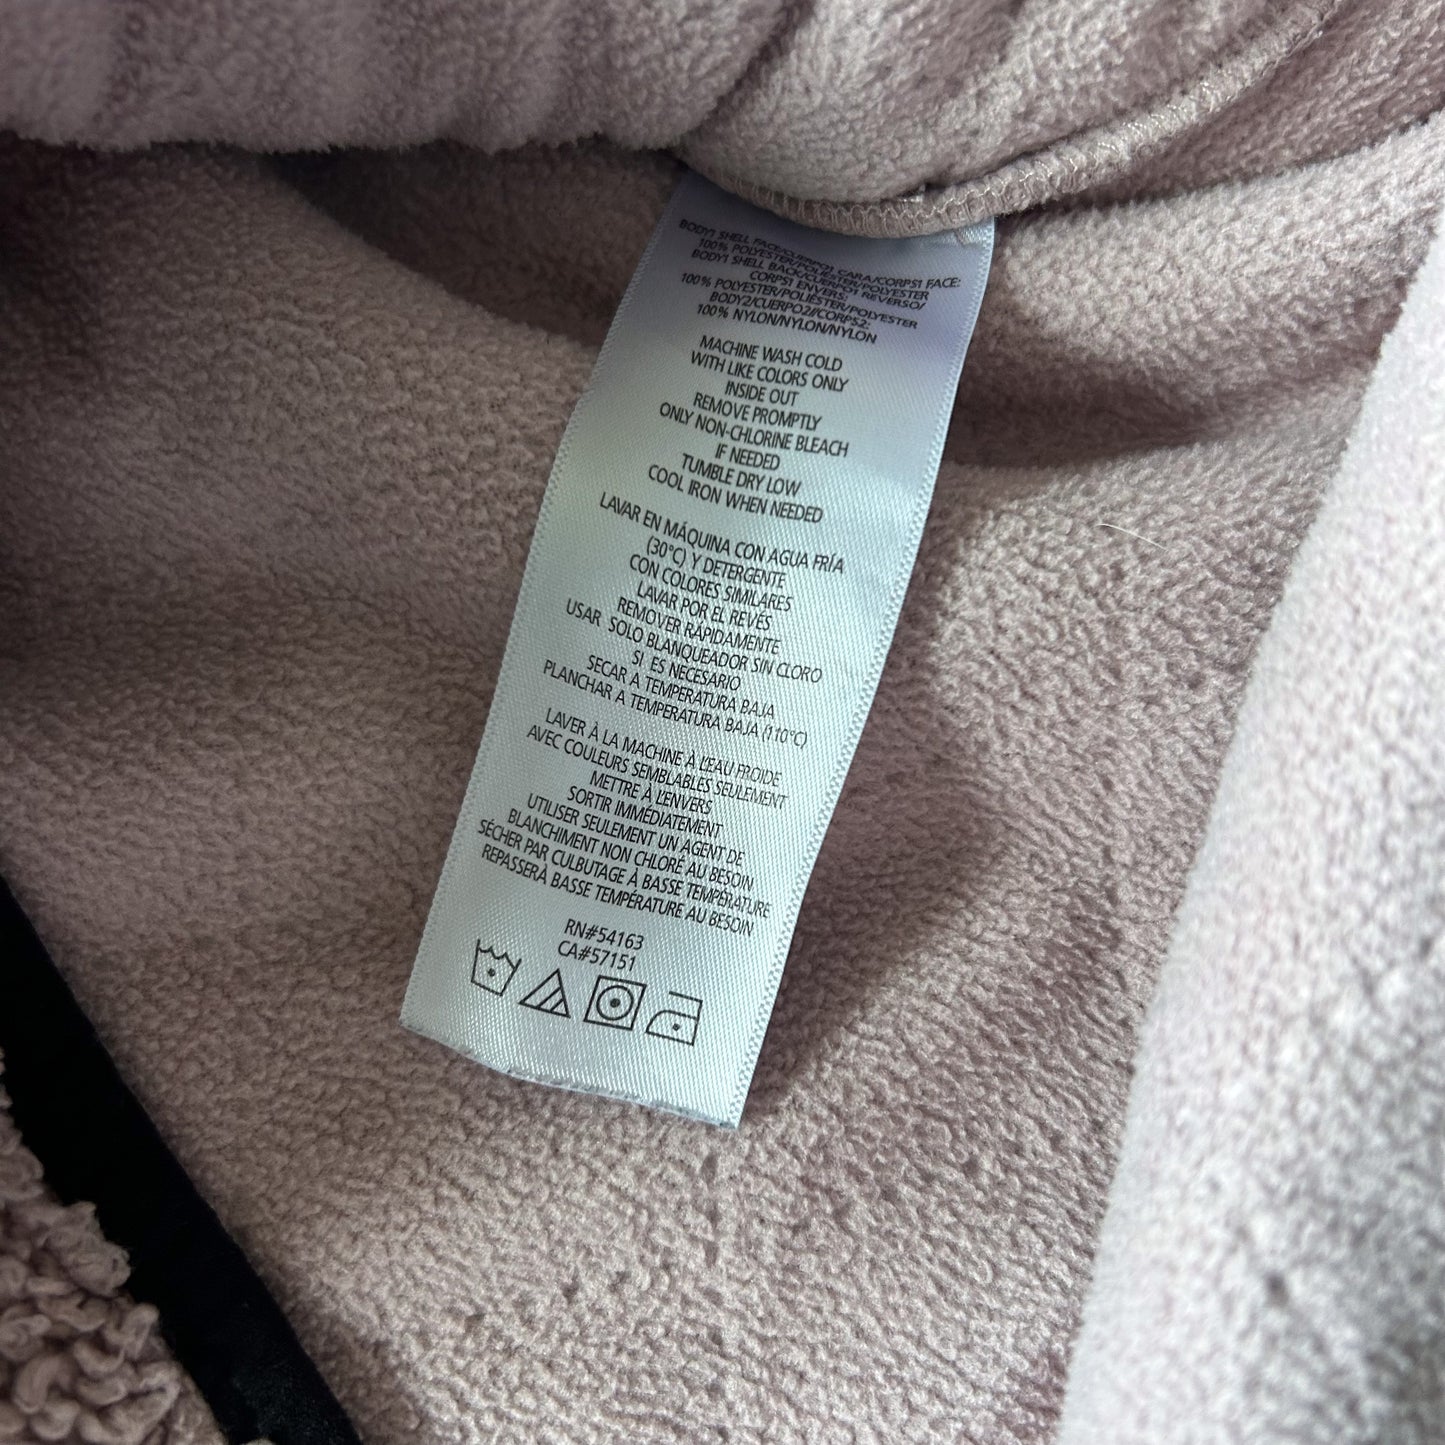 BODY1 SHELL FACE/CUERPO1 CARA/CORPS1 FACE:
100% POLYESTER/POLIÉSTER/POLYESTER
BODY1 SHELL BACK/CUERPO1 REVERSO/
CORPS1 ENVERS:
100% POLYESTER/POLIÉSTER/POLYESTER
BODY2/CUERPO2//CORPS2:
100% NYLON/NYLON/NYLON
MACHINE WASH COLD
WITH LIKE COLORS ONLY
INSIDE OUT
REMOVE PROMPTLY
ONLY NON-CHLORINE BLEACH
IF NEEDED
TUMBLE DRY LOW
COOL IRON WHEN NEEDED
LAVAR EN MÁQUINA CON AGUA FRÍA
(30°C) Y DETERGENTE
CON COLORES SIMILARES
LAVAR POR EL REVÉS
REMOVER RÁPIDAMENTE
USAR SOLO BLANQUEADOR SIN CLORO
SI ES NECESARIO
SECAR A TEMPERATURA BAJA
PLANCHAR A TEMPERATURA BAJA (110°C)
LAVER À LA MACHINE À L'EAU FROIDE
AVEC COULEURS SEMBLABLES SEULEMENT
METTRE À L'ENVERS
SORTIR IMMÉDIATEMENT
UTILISER SEULEMENT UN AGENT DE
BLANCHIMENT NON CHLORÉ AU BESOIN
SÉCHER PAR CULBUTAGE À BASSE TEMPÉRATURE
REPASSERÀ BASSE TEMPÉRATURE AU BESOIN
RN#54163
CA#57151